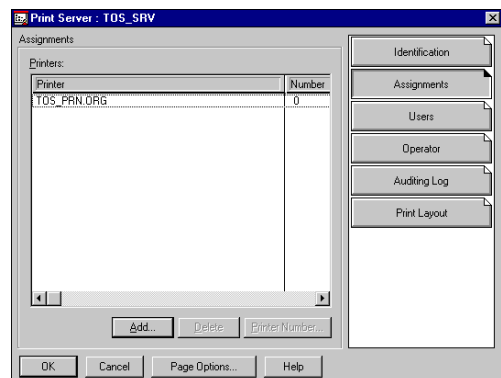 Print Server : TOS_SRV
Assignments
Printers:
Printer Number
TOS_PRN.ORG 0
Add... Delete Printer Number...
OK Cancel Page Options... Help
Identification
Assignments
Users
Operator
Auditing Log
Print Layout